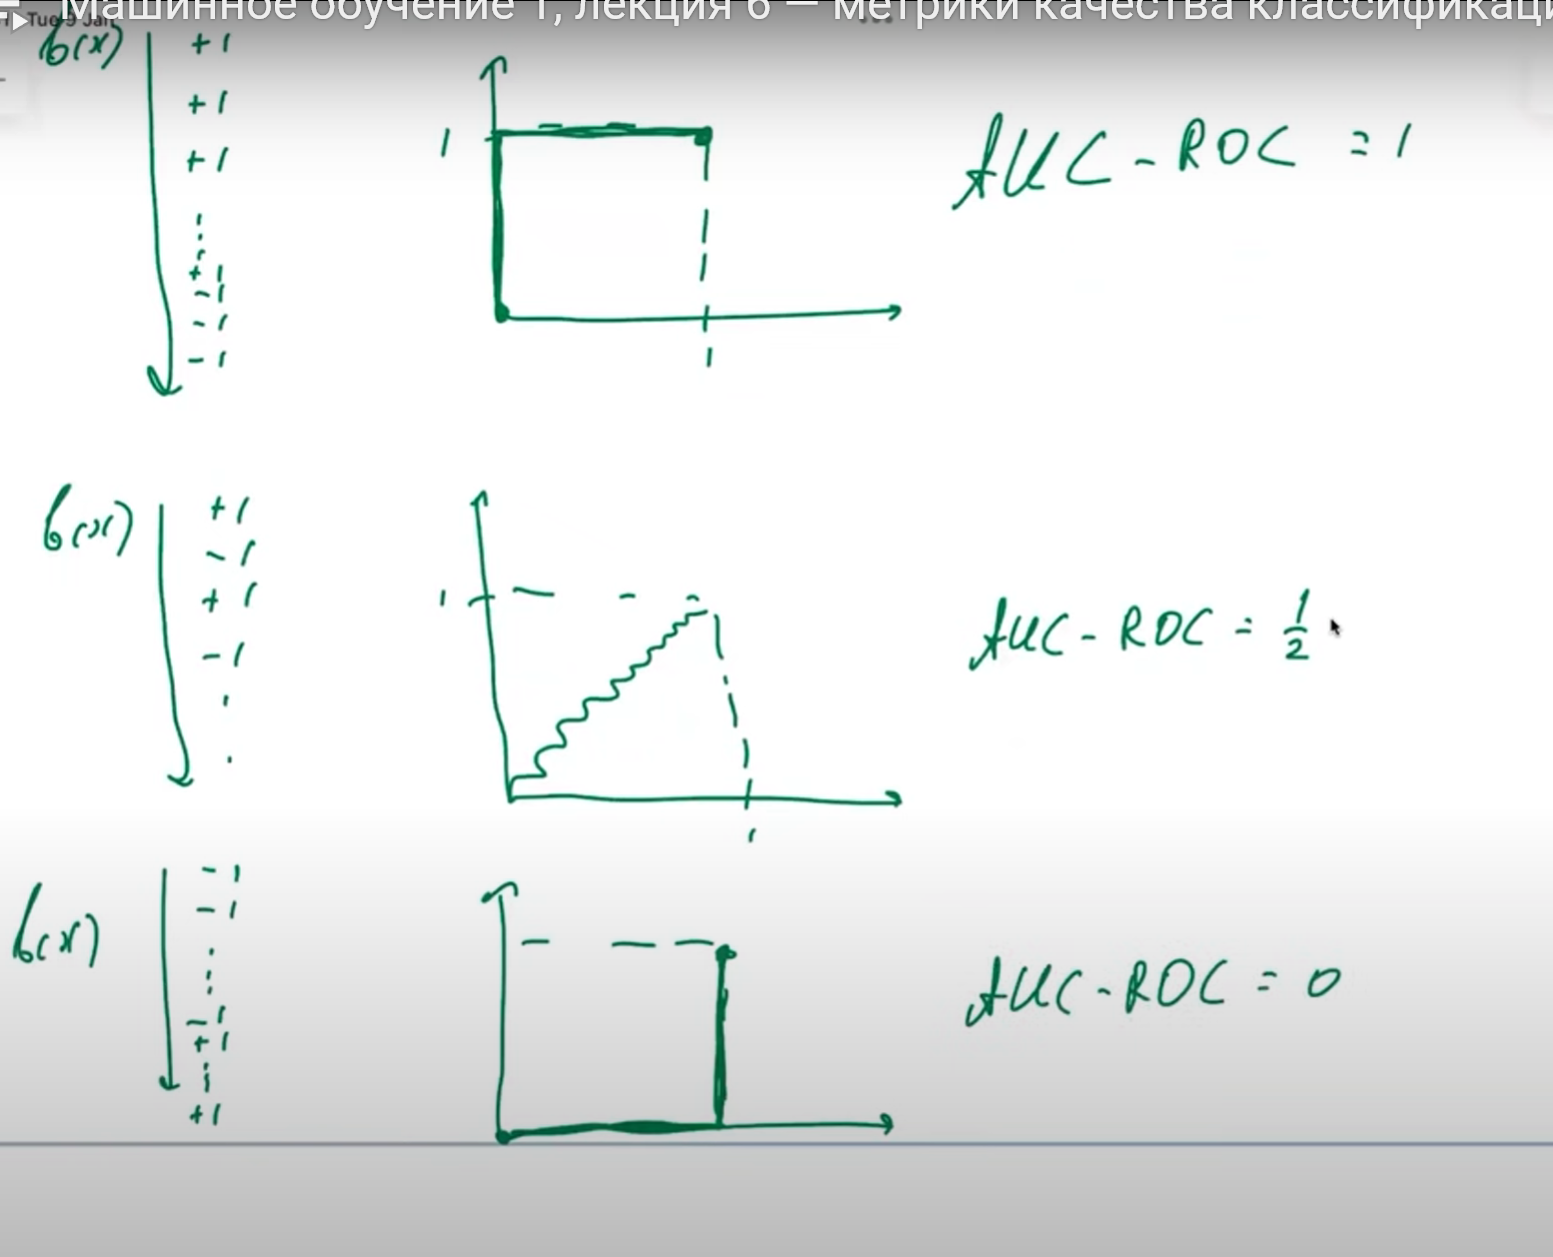 Tue 9 Jan
Машинное обучение 1, лекция 6 — метрики качества классификаци
b(x)
+1
+1
+1
+1
-1
-1
-1
1
1
AUC-ROC = 1
b(x)
+1
-1
+1
-1
1
1
AUC-ROC = 1/2
b(x)
-1
-1
-1
+1
+1
AUC-ROC = 0